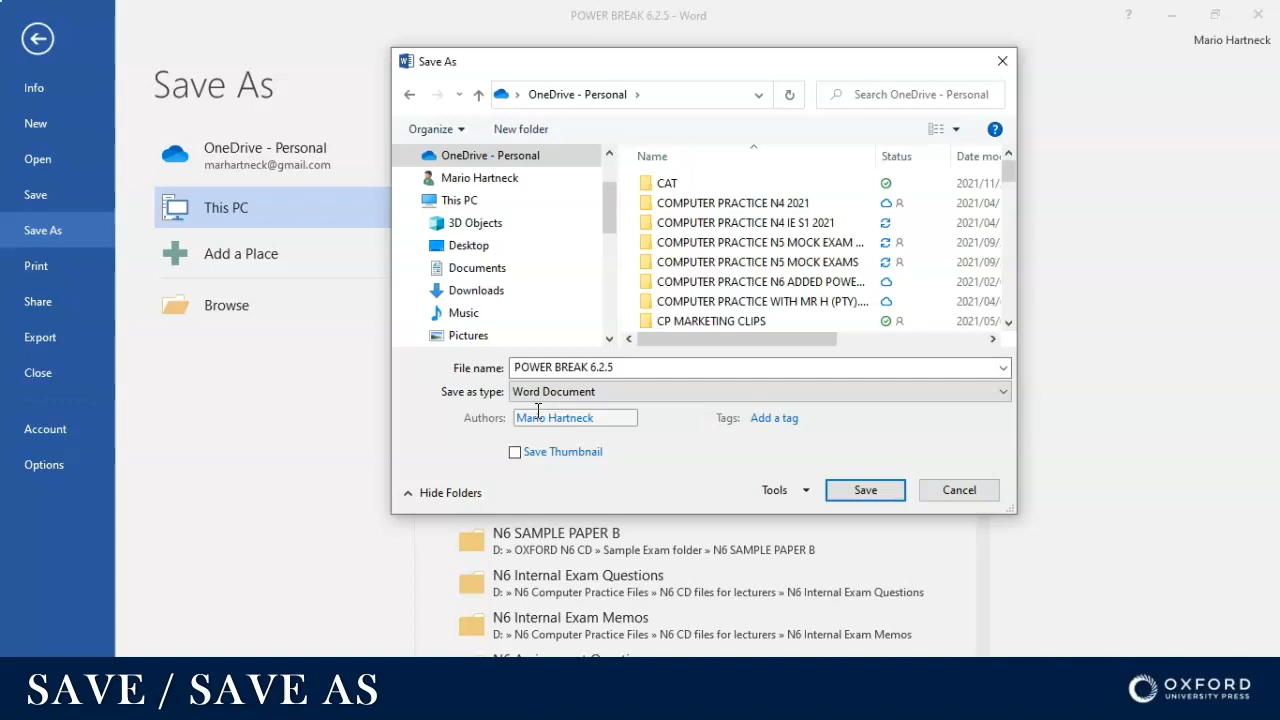 POWER BREAK 6.2.5 - Word
?
Mario Hartneck
Info
New
Open
Save
Save As
Print
Share
Export
Close
Account
Options
Save As
OneDrive - Personal
marhartneck@gmail.com
This PC
Add a Place
Browse
Save As
OneDrive - Personal
Search OneDrive - Personal
Organize
New folder
?
OneDrive - Personal
Mario Hartneck
This PC
3D Objects
Desktop
Documents
Downloads
Music
Pictures
Name Status Date mo
CAT 2021/11/
COMPUTER PRACTICE N4 2021 2021/04/
COMPUTER PRACTICE N4 IE S1 2021 2021/04/
COMPUTER PRACTICE N5 MOCK EXAM ... 2021/09/
COMPUTER PRACTICE N5 MOCK EXAMS 2021/09/
COMPUTER PRACTICE N6 ADDED POWE... 2021/02/
COMPUTER PRACTICE WITH MR H (PTY).... 2021/04/
CP MARKETING CLIPS 2021/05/
File name: POWER BREAK 6.2.5
Save as type: Word Document
Authors: Mario Hartneck Tags: Add a tag
Save Thumbnail
Hide Folders Tools Save Cancel
N6 SAMPLE PAPER B
D: » OXFORD N6 CD » Sample Exam folder » N6 SAMPLE PAPER B
N6 Internal Exam Questions
D: » N6 Computer Practice Files » N6 CD files for lecturers » N6 Internal Exam Questions
N6 Internal Exam Memos
D: » N6 Computer Practice Files » N6 CD files for lecturers » N6 Internal Exam Memos
SAVE / SAVE AS
OXFORD
UNIVERSITY PRESS